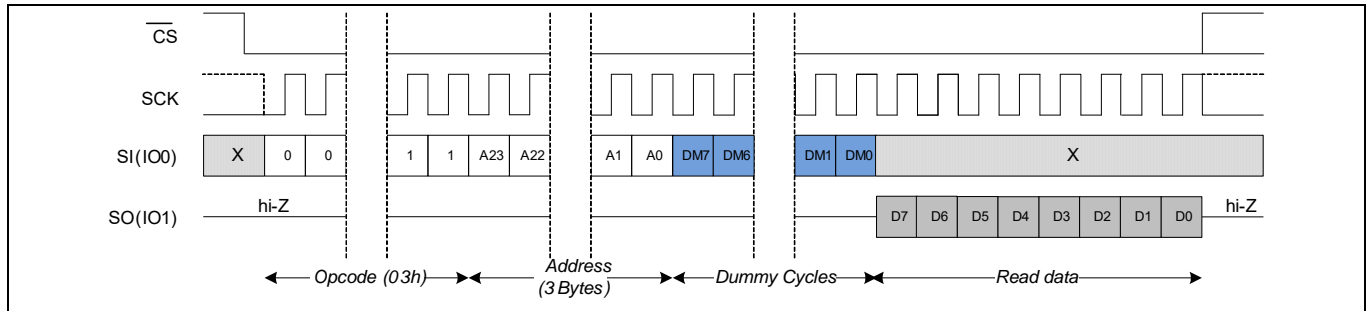 CS
SCK
SI(IO0) X 0 0 1 1 A23 A22 A1 A0 DM7 DM6 DM1 DM0 X
SO(IO1) hi-Z D7 D6 D5 D4 D3 D2 D1 D0 hi-Z
Opcode (03h) Address (3 Bytes) Dummy Cycles Read data